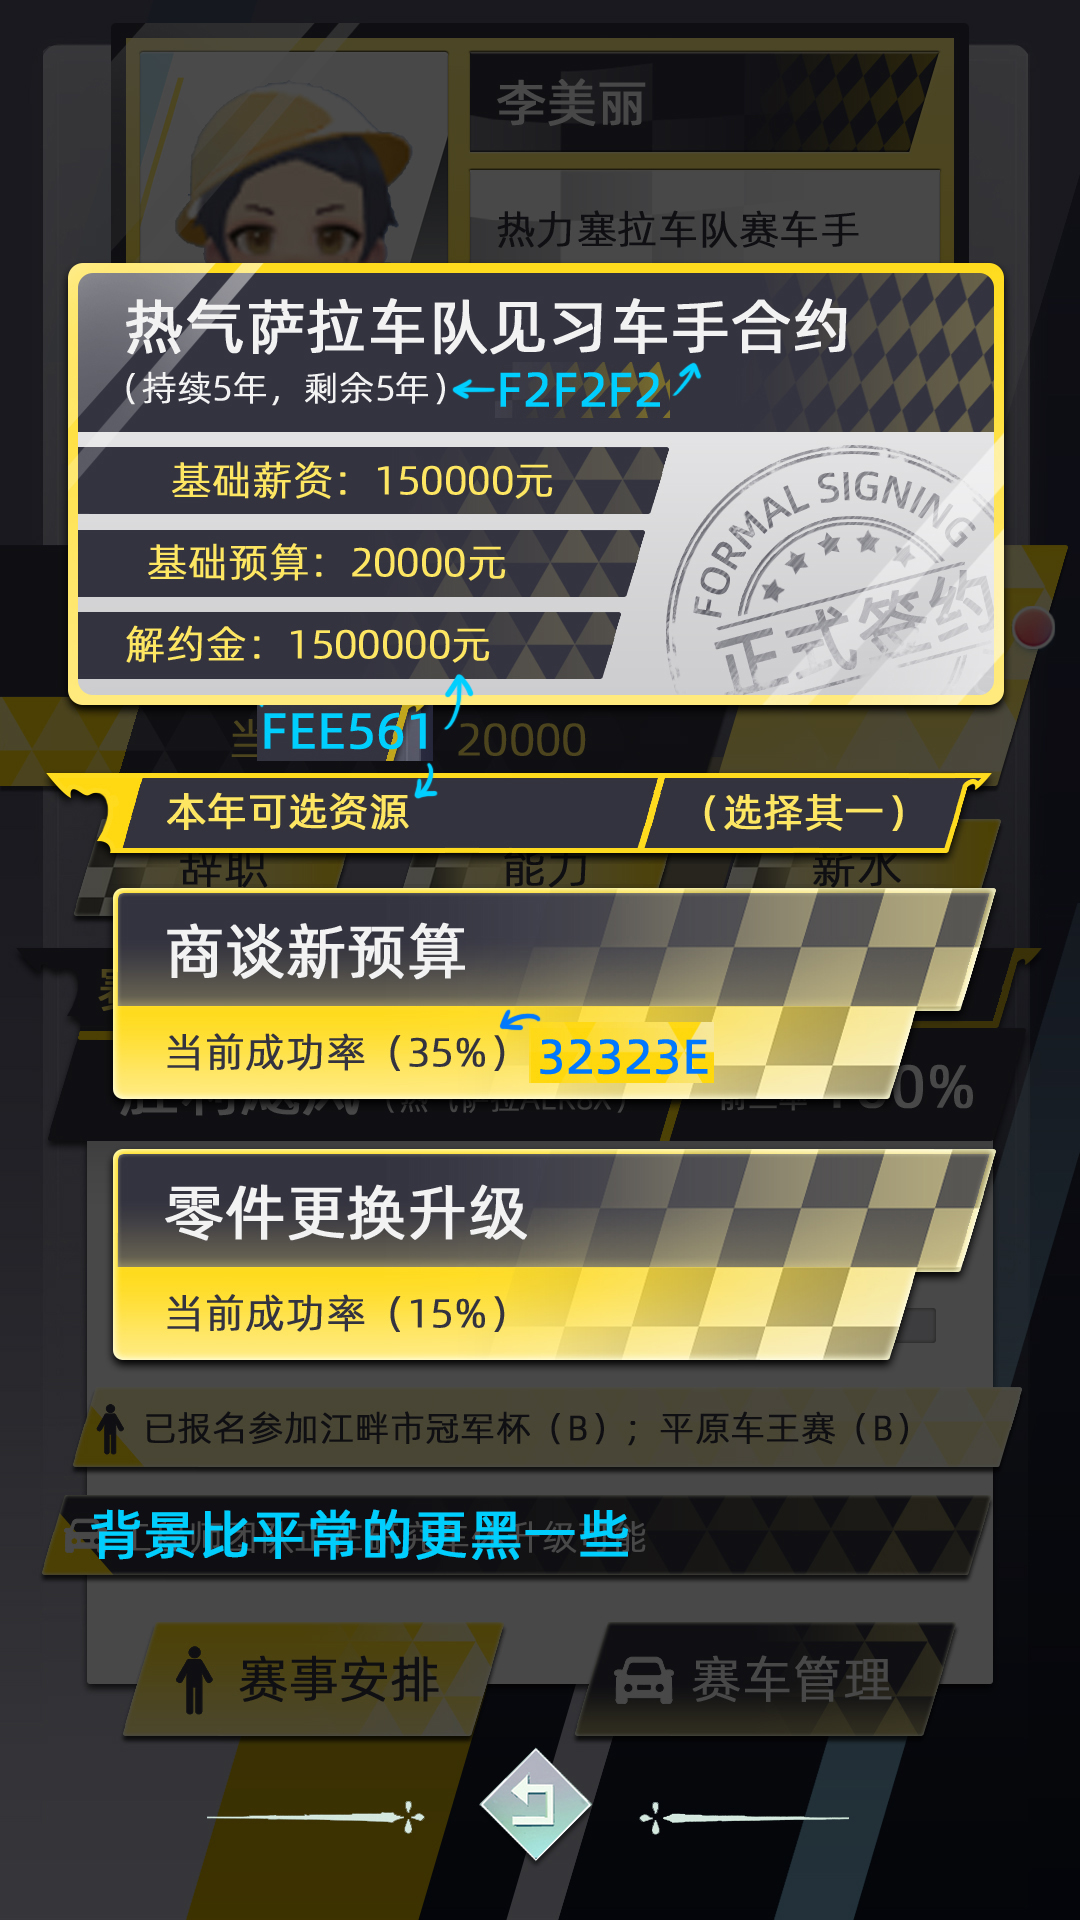 李美丽
热力塞拉车队赛车手
热气萨拉车队见习车手合约
(持续5年，剩余5年)
F2F2F2
基础薪资：150000元
基础预算：20000元
解约金：1500000元
FORMAL SIGNING
正式签约
FEE561
20000
本年可选资源
（选择其一）
辞职
能力
薪水
商谈新预算
当前成功率（35%）
32323E
零件更换升级
当前成功率（15%）
已报名参加江畔市冠军杯（B）；平原车王赛（B）
背景比平常的更黑一些
赛事安排
赛车管理